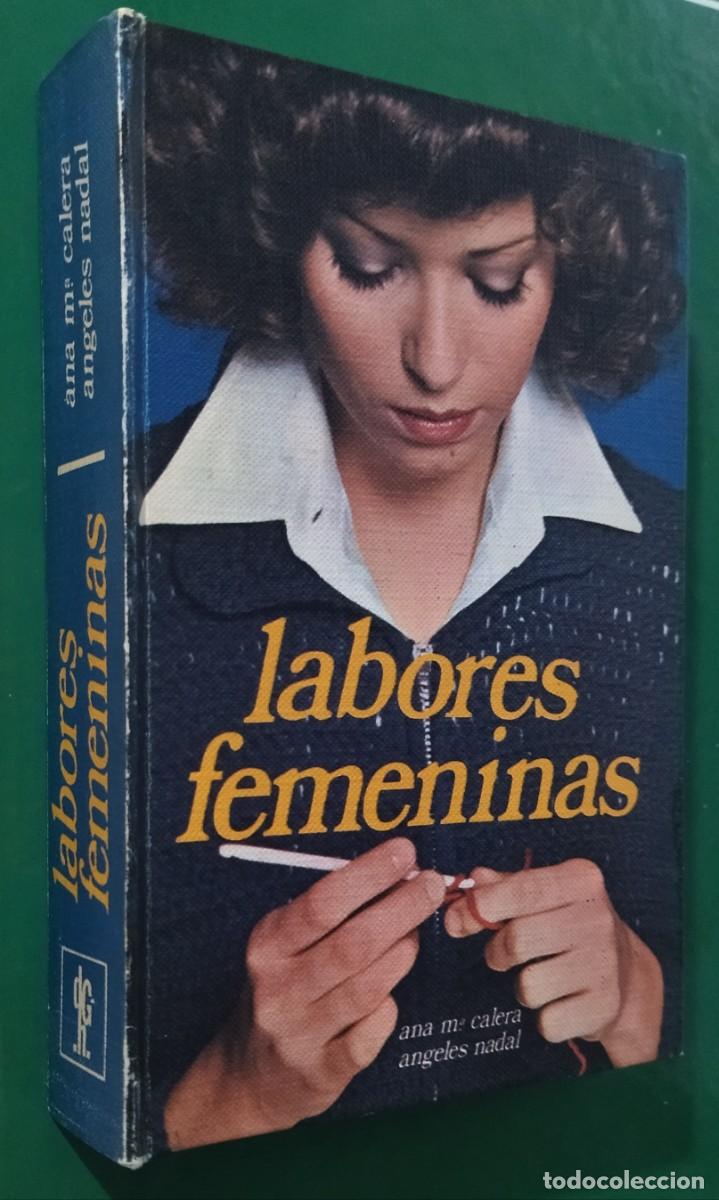 ana mª calera
angeles nadal
labores
femeninas
labores
femeninas
ana mª calera
angeles nadal
todocoleccion